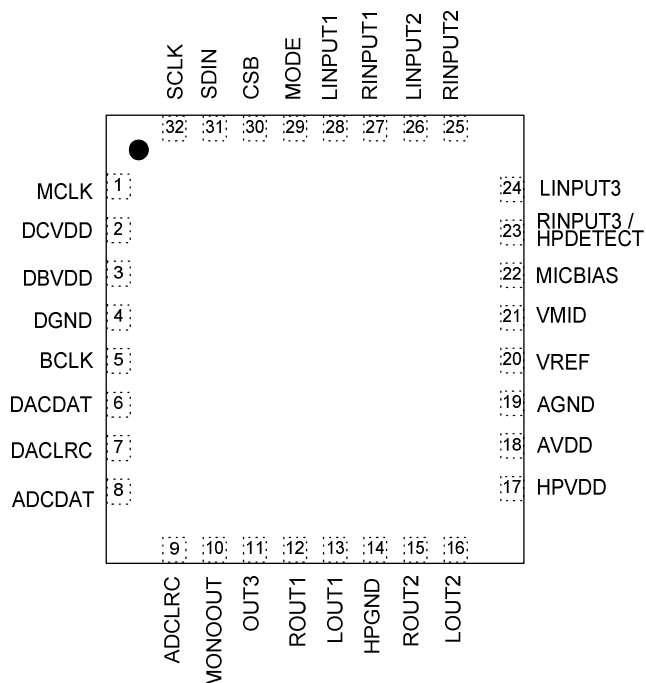 SCLK
SDIN
CSB
MODE
LINPUT1
RINPUT1
LINPUT2
RINPUT2
32
31
30
29
28
27
26
25
MCLK 1
DCVDD 2
DBVDD 3
DGND 4
BCLK 5
DACDAT 6
DACLRC 7
ADCDAT 8
24 LINPUT3
23 RINPUT3 /
HPDETECT
22 MICBIAS
21 VMID
20 VREF
19 AGND
18 AVDD
17 HPVDD
9
10
11
12
13
14
15
16
ADCLRC
MONOOUT
OUT3
ROUT1
LOUT1
HPGND
ROUT2
LOUT2